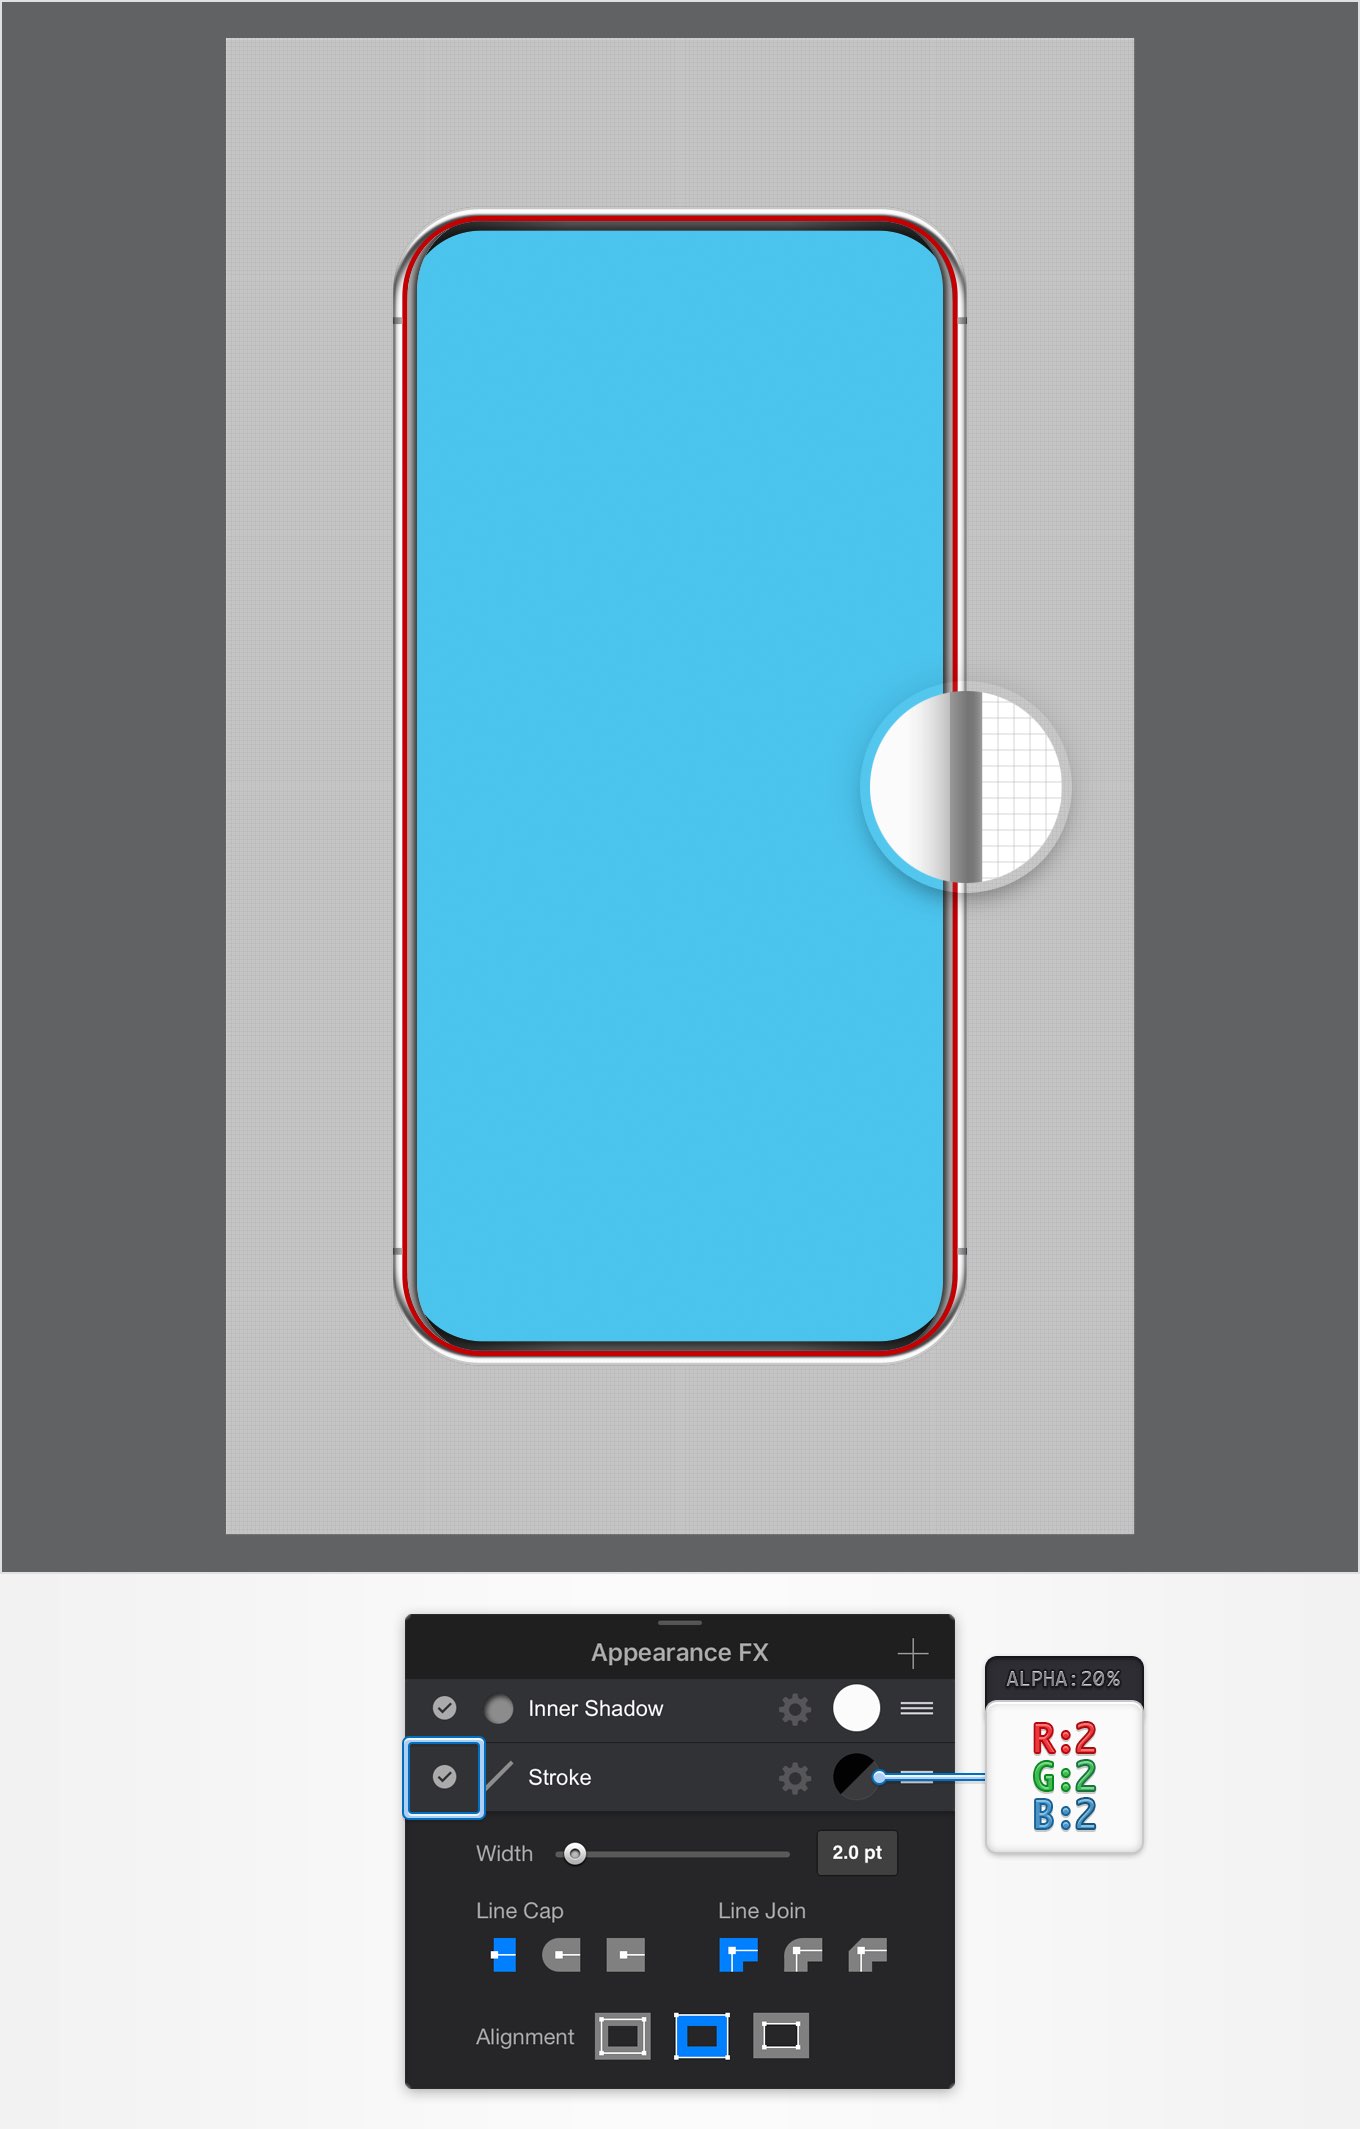 Appearance FX
Inner Shadow
Stroke
ALPHA:20%
R:2
G:2
B:2
Width
2.0 pt
Line Cap
Line Join
Alignment